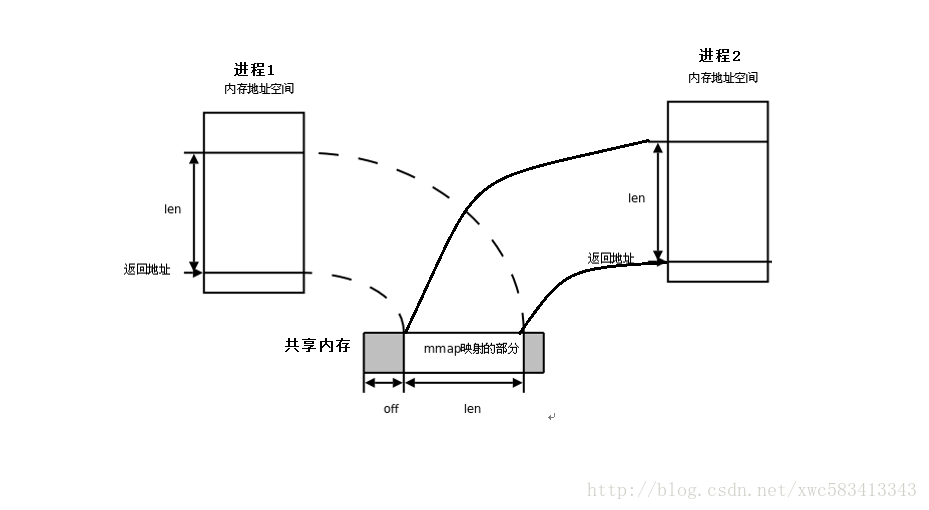 进程1
内存地址空间
进程2
内存地址空间
len
返回地址
len
返回地址
共享内存
mmap映射的部分
off
len
http://blog.csdn.net/xwc583413343